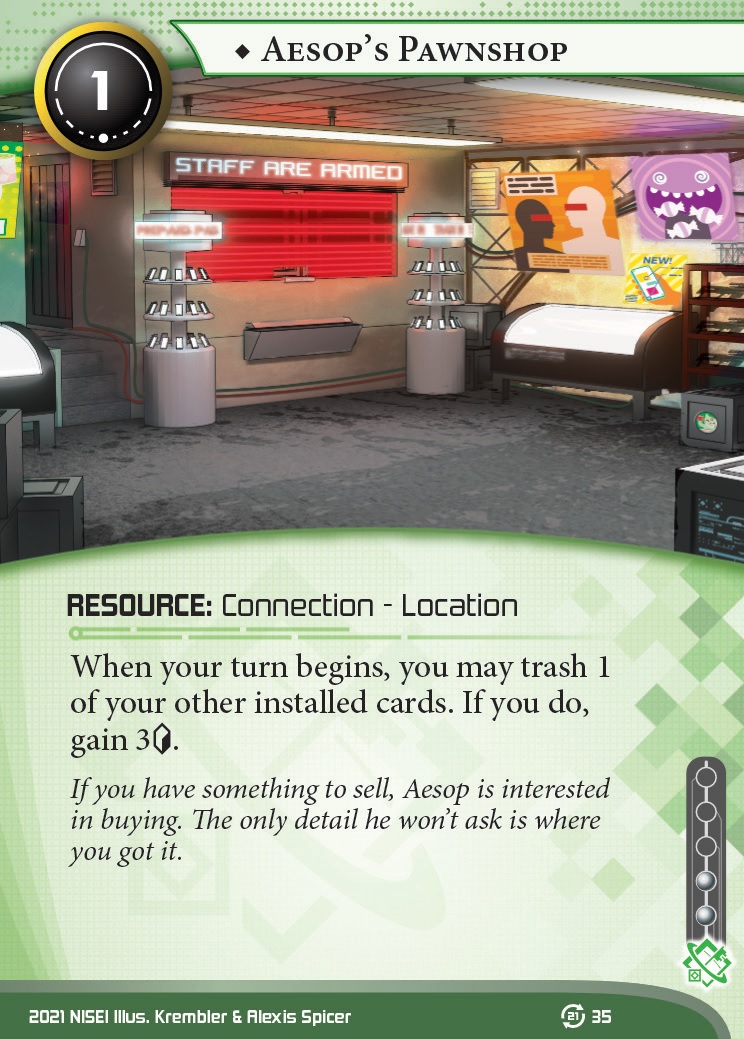 1
◆ Aesop's Pawnshop
STAFF ARE ARMED
NEW!
RESOURCE: Connection - Location
When your turn begins, you may trash 1
of your other installed cards. If you do,
gain 3.
If you have something to sell, Aesop is interested
in buying. The only detail he won't ask is where
you got it.
2021 NISEI Illus. Krembler & Alexis Spicer
21 35